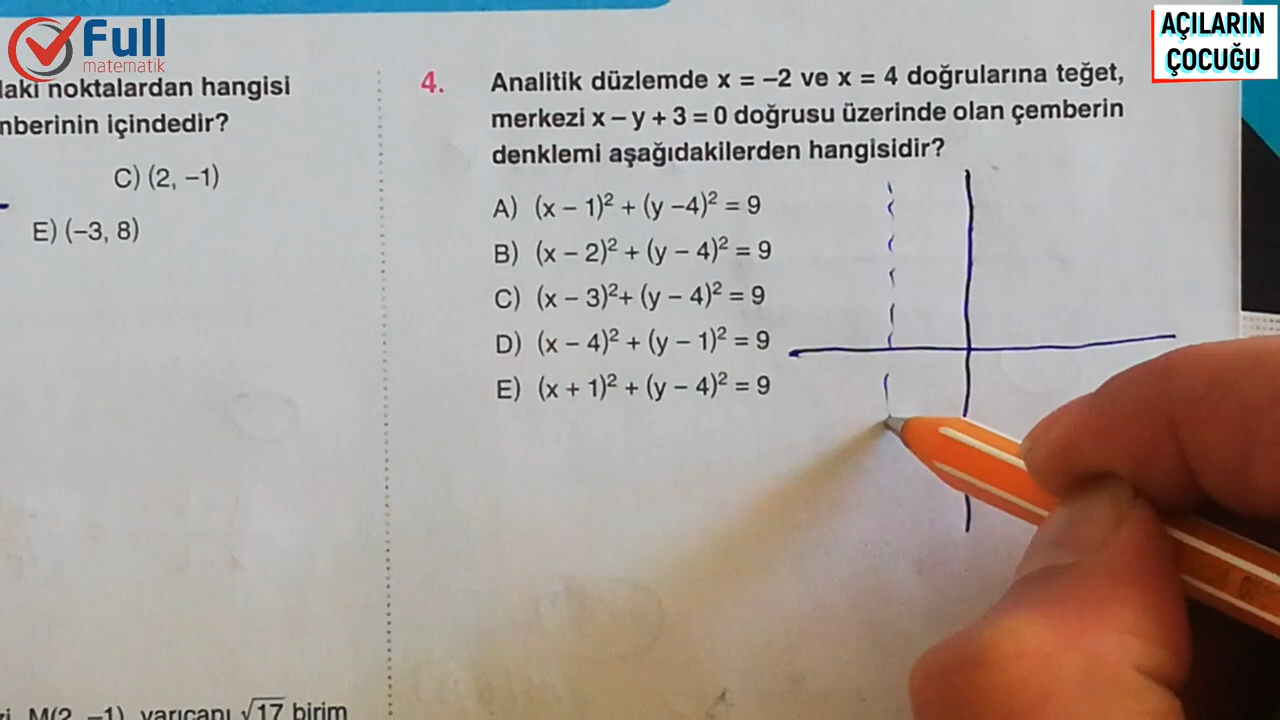 Full
matematik
AÇILARIN
ÇOCUĞU
daki noktalardan hangisi
nberinin içindedir?
C) (2, –1)
E) (–3, 8)
4. Analitik düzlemde x = –2 ve x = 4 doğrularına teğet,
merkezi x – y + 3 = 0 doğrusu üzerinde olan çemberin
denklemi aşağıdakilerden hangisidir?
A) (x – 1)² + (y –4)² = 9
B) (x – 2)² + (y – 4)² = 9
C) (x – 3)²+ (y – 4)² = 9
D) (x – 4)² + (y – 1)² = 9
E) (x + 1)² + (y – 4)² = 9
M(2, –1), yarıçapı √17 birim